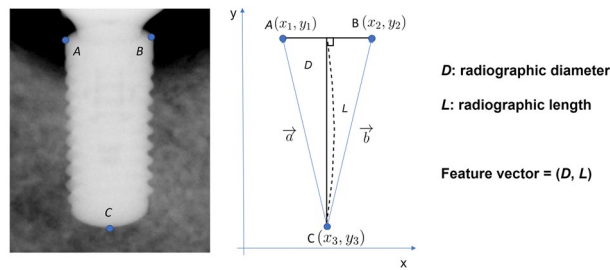 A
B
C
y
A(x₁, y₁)
B (x₂, y₂)
D
L
a⃗
b⃗
C (x₃, y₃)
x
D: radiographic diameter
L: radiographic length
Feature vector = (D, L)